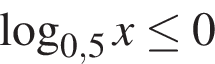 log₀,₅ x ≤ 0